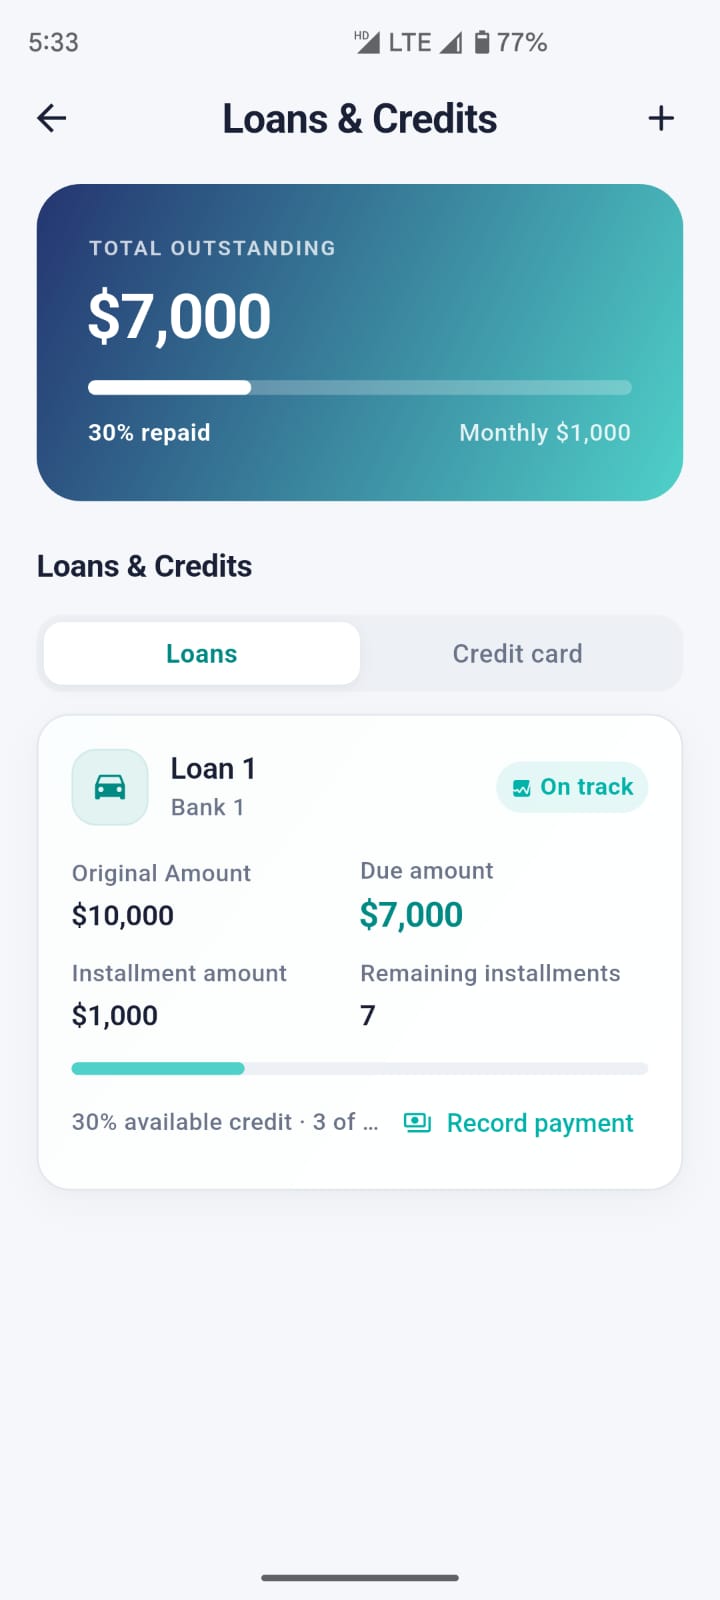 5:33
HD LTE 77%
Loans & Credits
TOTAL OUTSTANDING
$7,000
30% repaid
Monthly $1,000
Loans & Credits
Loans
Credit card
Loan 1
Bank 1
On track
Original Amount
Due amount
$10,000
$7,000
Installment amount
Remaining installments
$1,000
7
30% available credit · 3 of ...
Record payment